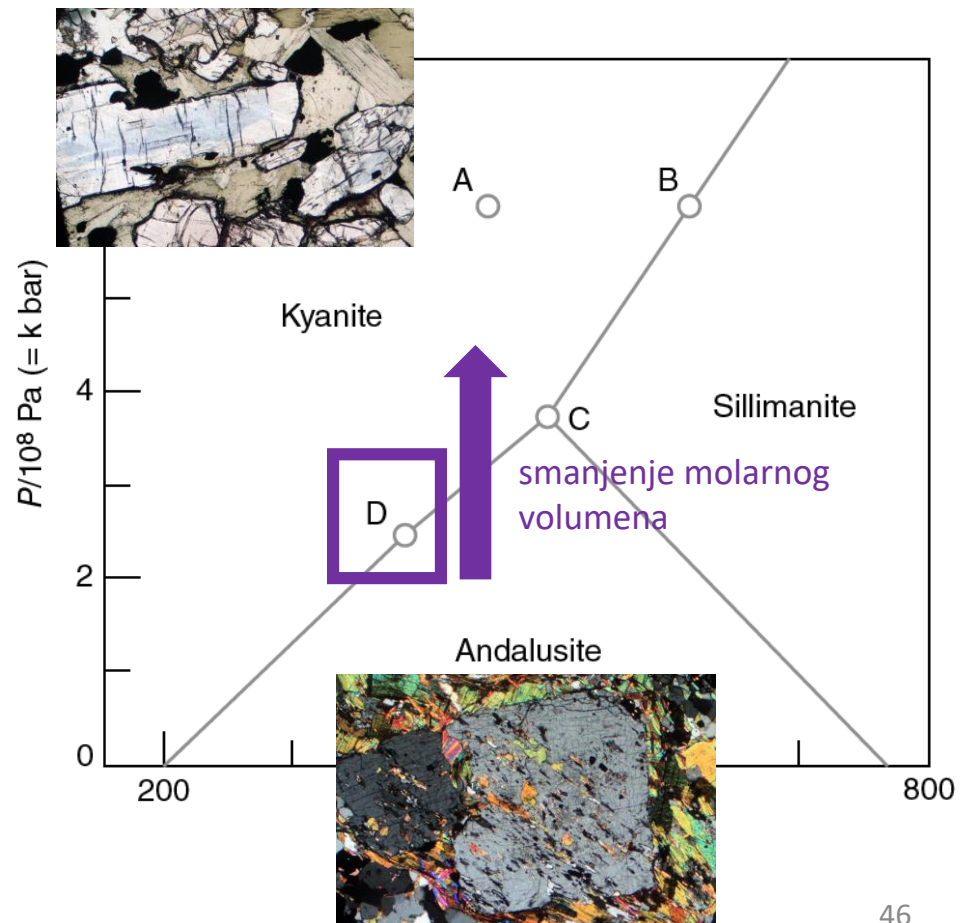 A
B
P/10⁸ Pa (= k bar)
Kyanite
4
C
Sillimanite
smanjenje molarnog
volumena
D
2
Andalusite
0
200
800
46